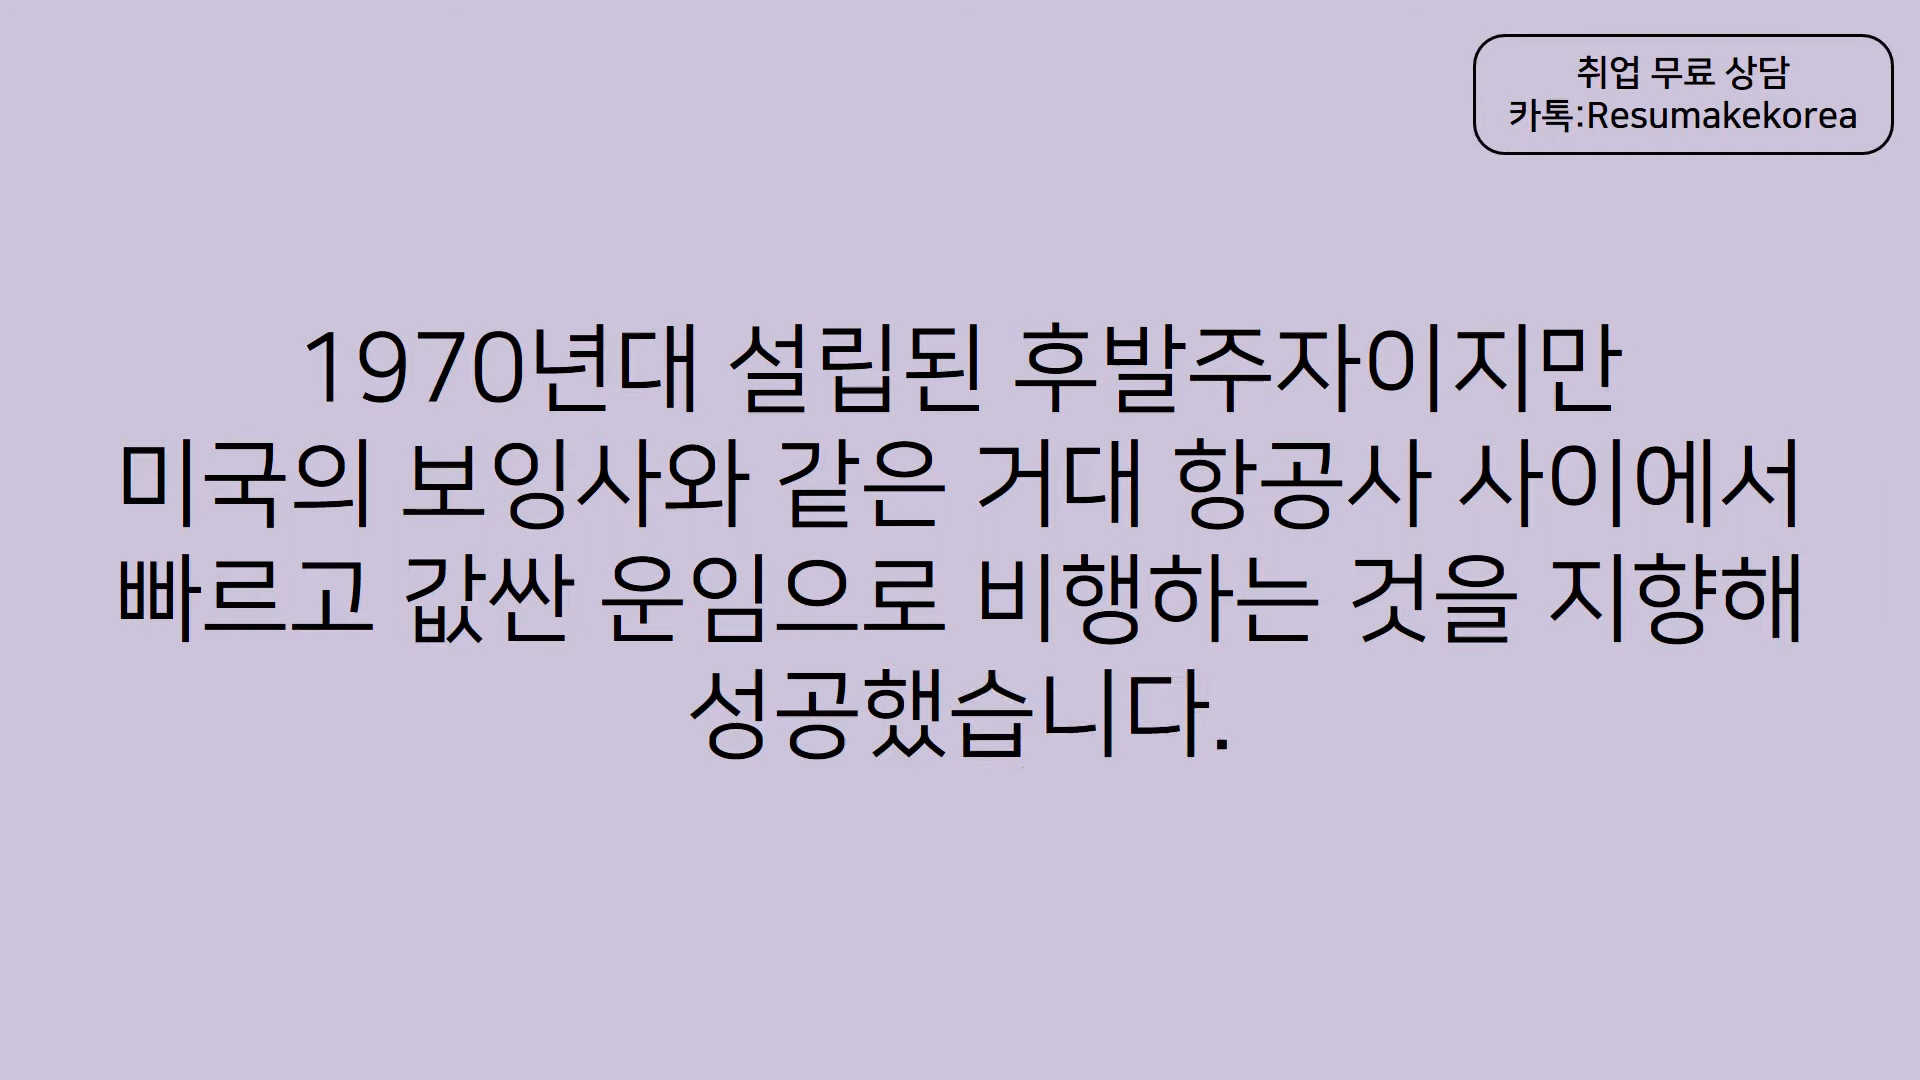 취업 무료 상담
카톡:Resumakekorea
1970년대 설립된 후발주자이지만
미국의 보잉사와 같은 거대 항공사 사이에서
빠르고 값싼 운임으로 비행하는 것을 지향해
성공했습니다.